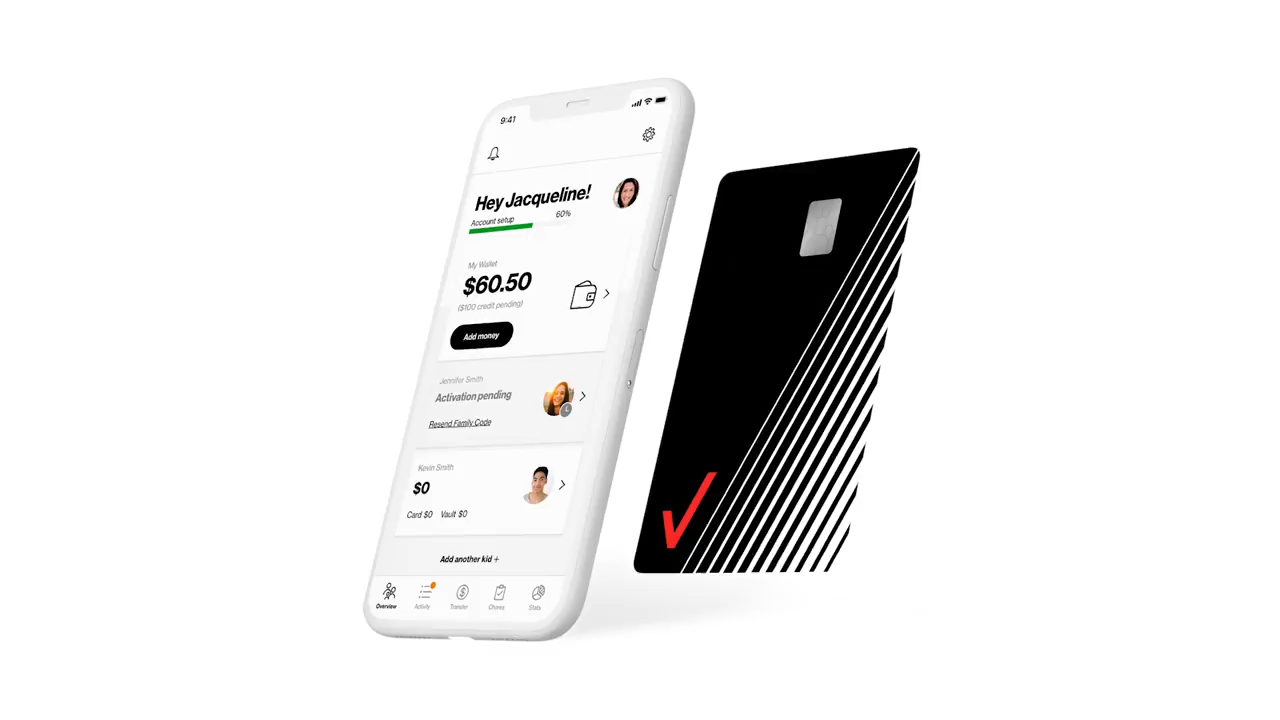 9:41
Hey Jacqueline!
Account setup 60%
My Wallet
$60.50
($100 credit pending)
Add money
Jennifer Smith
Activation pending
Resend Family Code
Kevin Smith
$0
Card $0 Vault $0
Add another kid +
Overview Activity Transfer Chores Stats